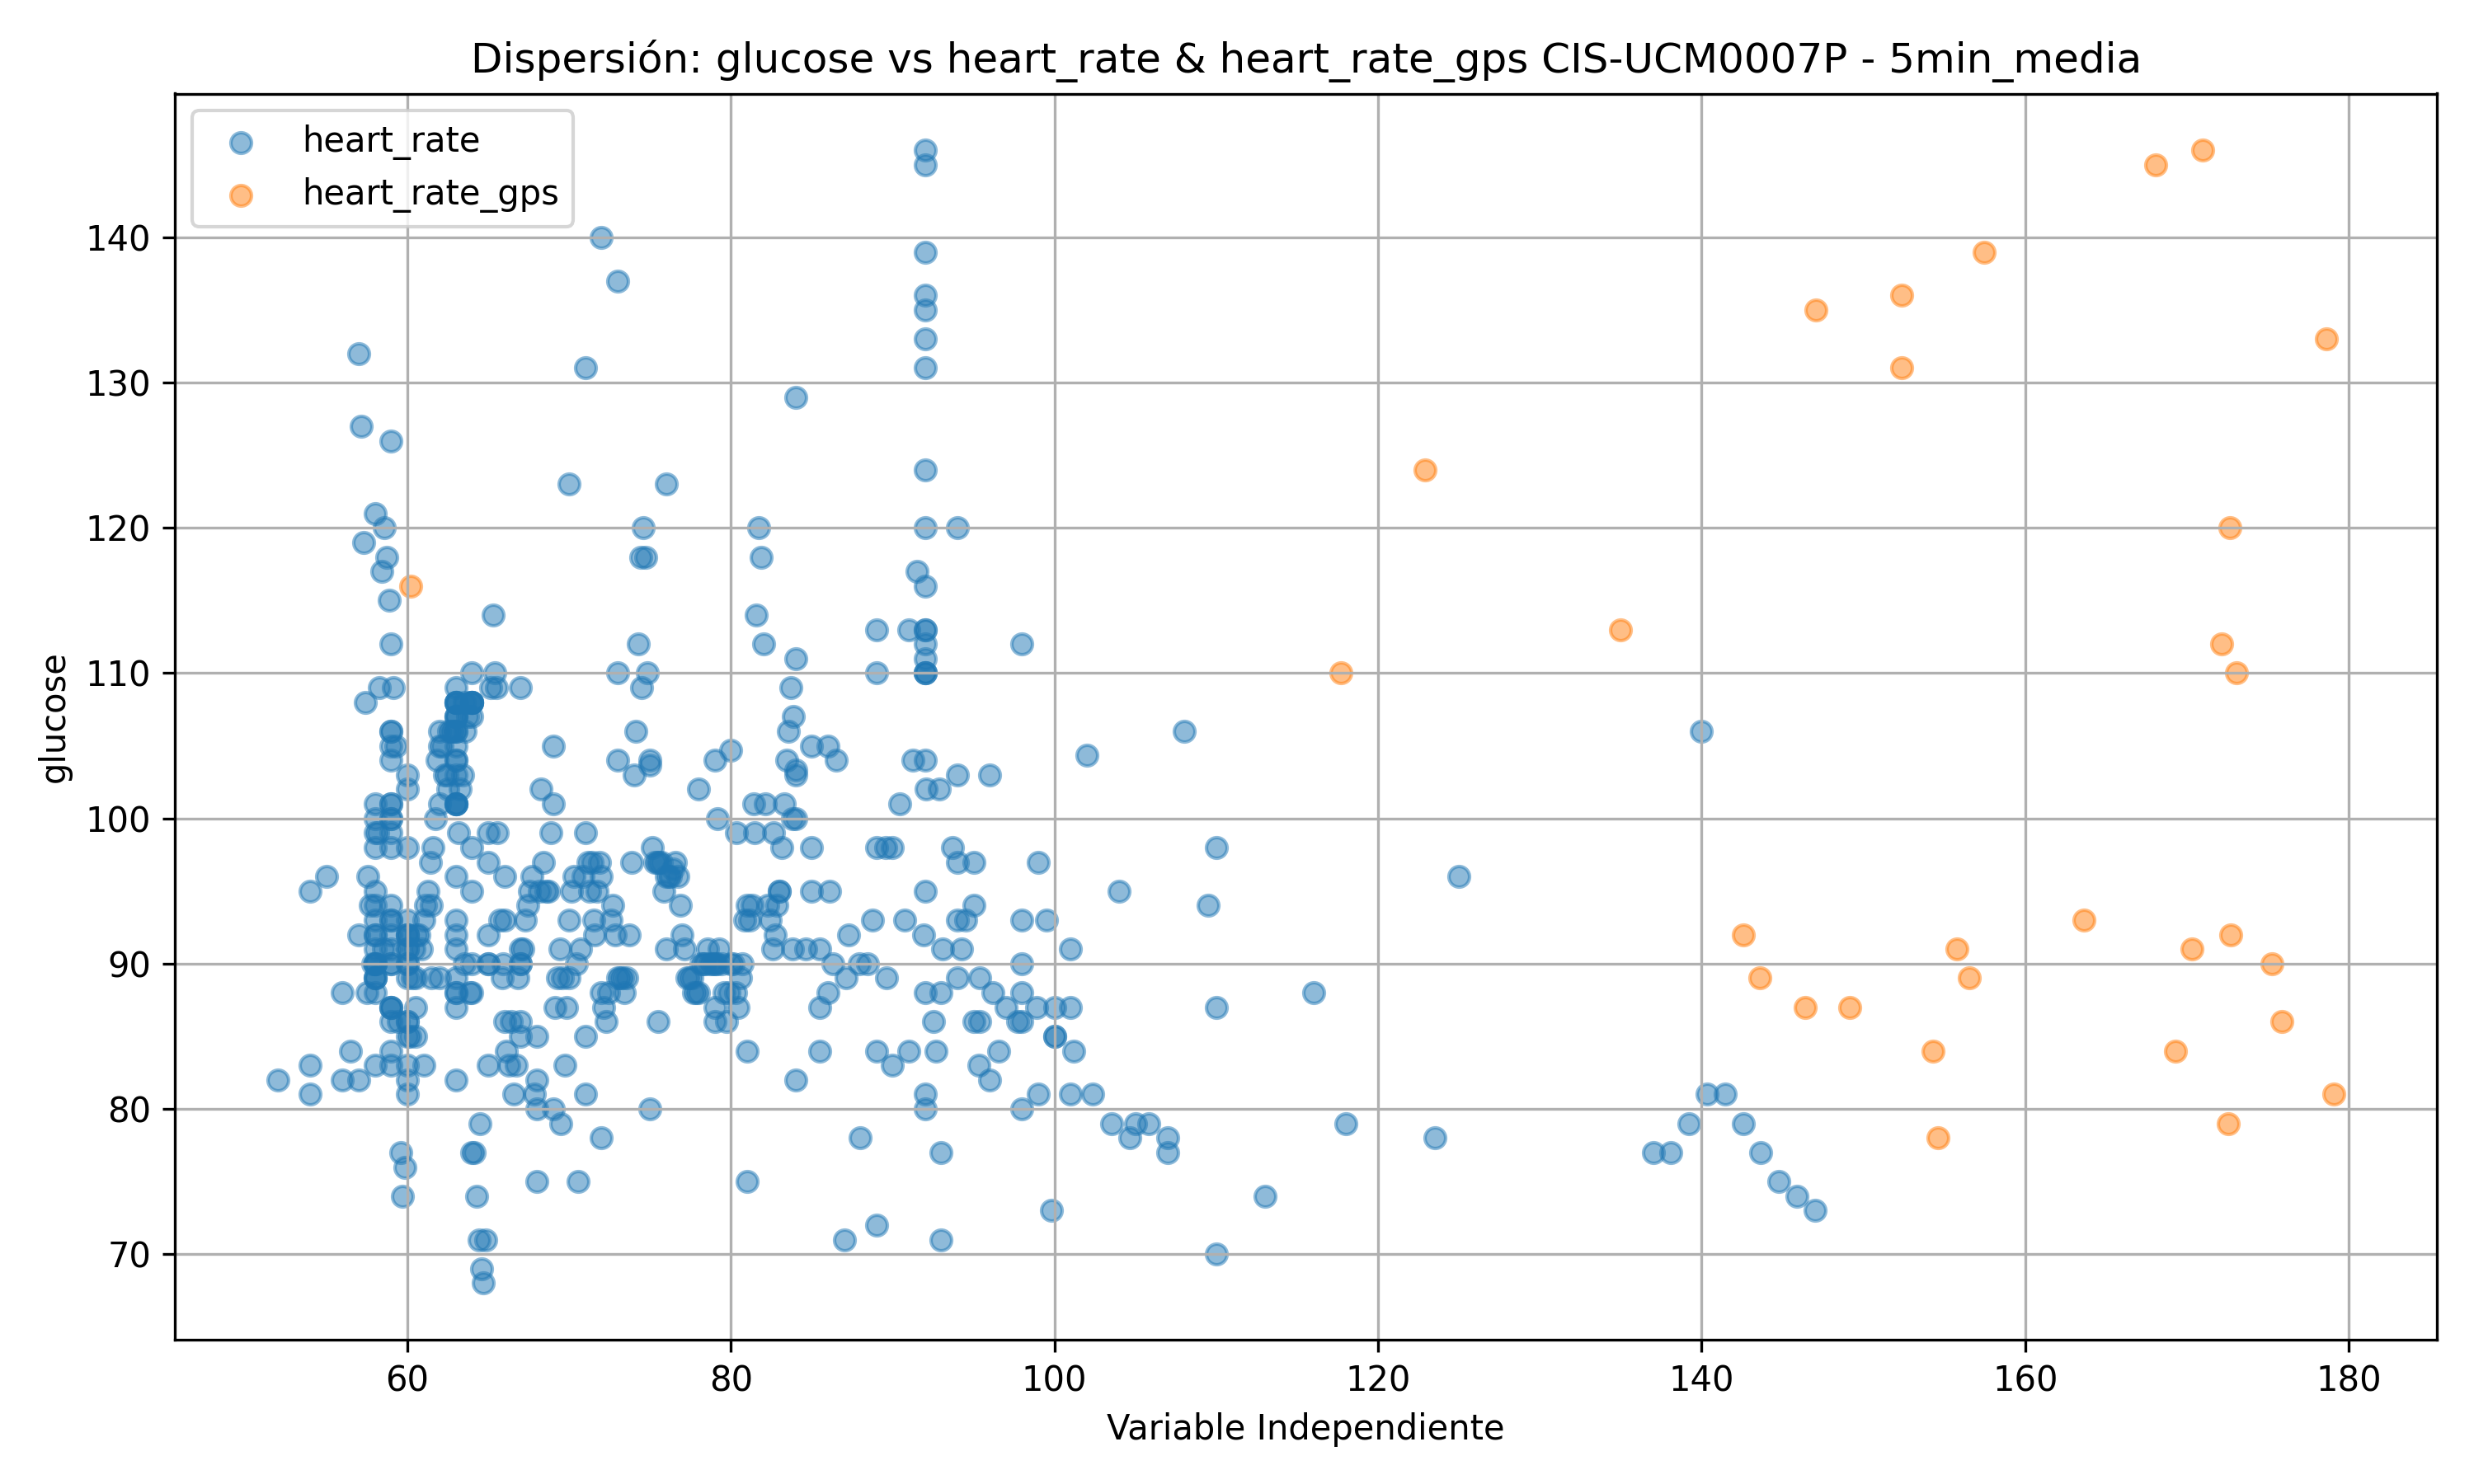 Dispersión: glucose vs heart_rate & heart_rate_gps CIS-UCM0007P - 5min_media
heart_rate
heart_rate_gps
140
130
120
110
100
90
80
70
glucose
60 80 100 120 140 160 180
Variable Independiente